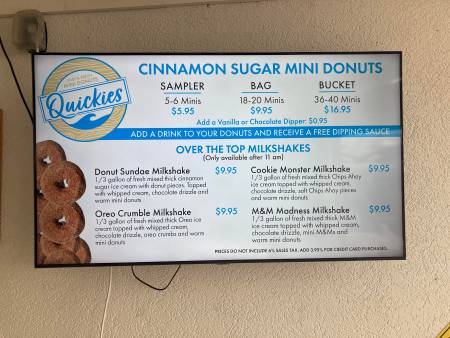 MINI DONUTS
Quickies
CINNAMON SUGAR MINI DONUTS
SAMPLER
5-6 Minis
$5.95
BAG
18-20 Minis
$9.95
BUCKET
36-40 Minis
$16.95
Add a Vanilla or Chocolate Dipper: $0.95
ADD A DRINK TO YOUR DONUTS AND RECEIVE A FREE DIPPING SAUCE
OVER THE TOP MILKSHAKES
(Only available after 11 am)
Donut Sundae Milkshake $9.95
1/3 gallon of fresh mixed thick cinnamon
sugar ice cream with donut pieces. Topped
with whipped cream, chocolate drizzle and
warm mini donuts
Oreo Crumble Milkshake $9.95
1/3 gallon of fresh mixed thick Oreo ice
cream topped with whipped cream,
chocolate drizzle, oreo crumbs and warm
mini donuts
Cookie Monster Milkshake $9.95
1/3 gallon of fresh mixed thick Chips Ahoy
ice cream topped with whipped cream,
chocolate drizzle, soft Chips Ahoy pieces
and warm mini donuts
M&M Madness Milkshake $9.95
1/3 gallon of fresh mixed thick M&M
ice cream topped with whipped cream,
chocolate drizzle, mini M&Ms and
warm mini donuts
PRICES DO NOT INCLUDE 6% SALES TAX. ADD 3.95% FOR CREDIT CARD PURCHASES.